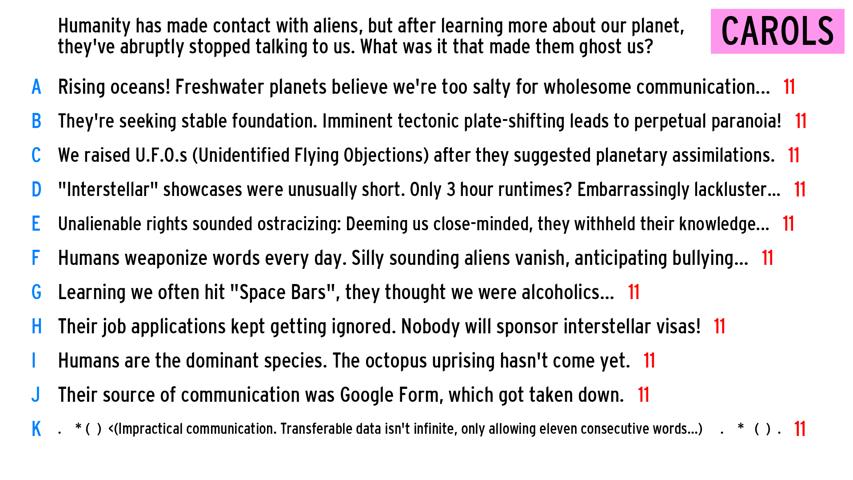 Humanity has made contact with aliens, but after learning more about our planet,
they've abruptly stopped talking to us. What was it that made them ghost us?
CAROLS
A Rising oceans! Freshwater planets believe we're too salty for wholesome communication... 11
B They're seeking stable foundation. Imminent tectonic plate-shifting leads to perpetual paranoia! 11
C We raised U.F.O.s (Unidentified Flying Objections) after they suggested planetary assimilations. 11
D "Interstellar" showcases were unusually short. Only 3 hour runtimes? Embarrassingly lackluster... 11
E Unalienable rights sounded ostracizing: Deeming us close-minded, they withheld their knowledge... 11
F Humans weaponize words every day. Silly sounding aliens vanish, anticipating bullying... 11
G Learning we often hit "Space Bars", they thought we were alcoholics... 11
H Their job applications kept getting ignored. Nobody will sponsor interstellar visas! 11
I Humans are the dominant species. The octopus uprising hasn't come yet. 11
J Their source of communication was Google Form, which got taken down. 11
K . * ( ) <(Impractical communication. Transferable data isn't infinite, only allowing eleven consecutive words...) . * ( ) . 11